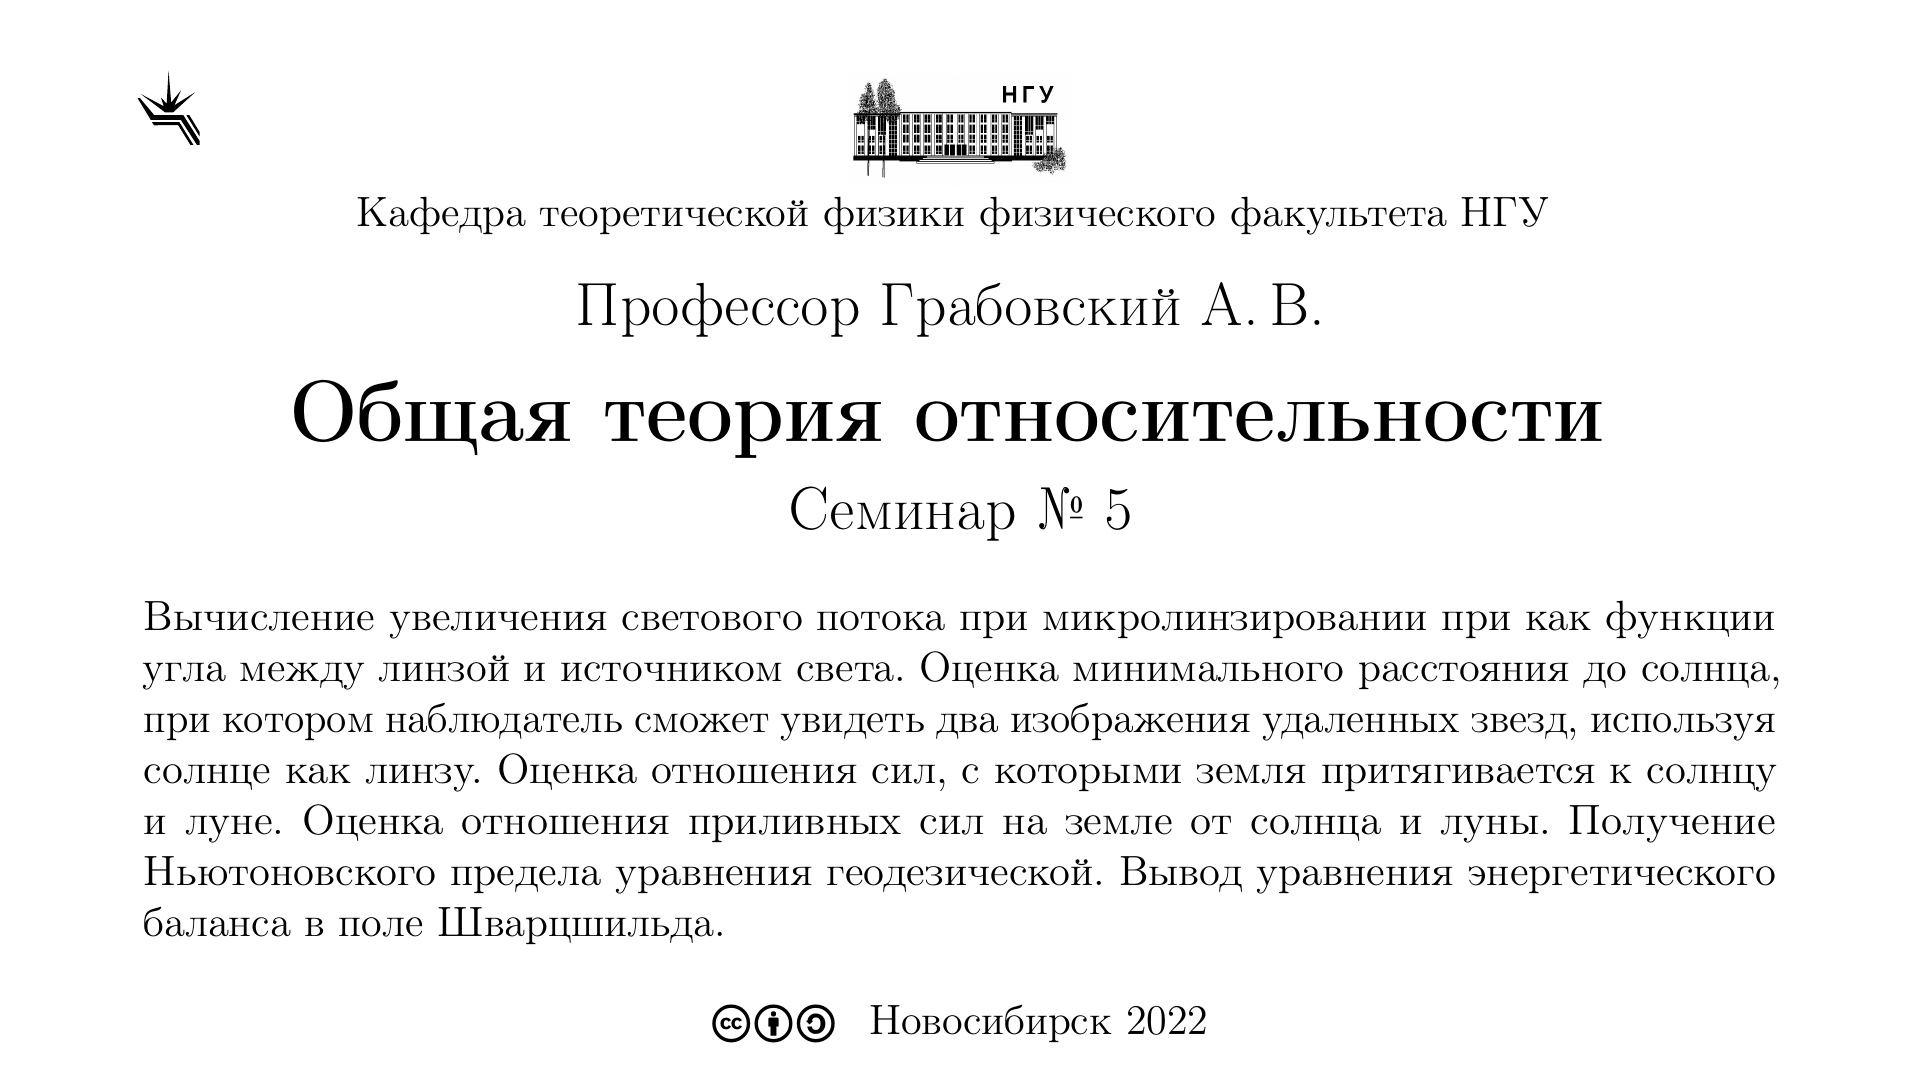 НГУ
Кафедра теоретической физики физического факультета НГУ
Профессор Грабовский А. В.
Общая теория относительности
Семинар № 5
Вычисление увеличения светового потока при микролинзировании при как функции
угла между линзой и источником света. Оценка минимального расстояния до солнца,
при котором наблюдатель сможет увидеть два изображения удаленных звезд, используя
солнце как линзу. Оценка отношения сил, с которыми земля притягивается к солнцу
и луне. Оценка отношения приливных сил на земле от солнца и луны. Получение
Ньютоновского предела уравнения геодезической. Вывод уравнения энергетического
баланса в поле Шварцшильда.
cc Новосибирск 2022